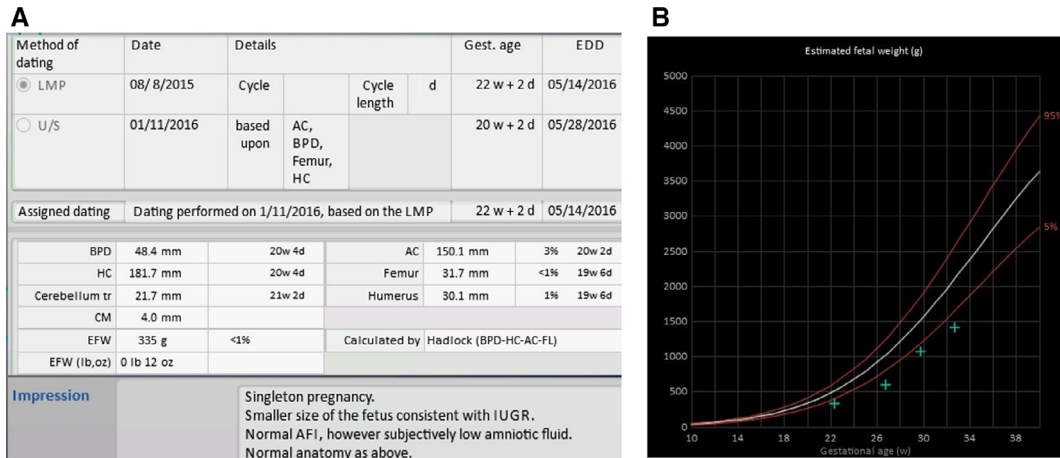 A
Method of dating Date Details Gest. age EDD
LMP 08/ 8/2015 Cycle Cycle length d 22 w + 2 d 05/14/2016
U/S 01/11/2016 based upon AC, BPD, Femur, HC 20 w + 2 d 05/28/2016
Assigned dating Dating performed on 1/11/2016, based on the LMP 22 w + 2 d 05/14/2016
BPD 48.4 mm 20w 4d AC 150.1 mm 3% 20w 2d
HC 181.7 mm 20w 4d Femur 31.7 mm <1% 19w 6d
Cerebellum tr 21.7 mm 21w 2d Humerus 30.1 mm 1% 19w 6d
CM 4.0 mm
EFW 335 g <1% Calculated by Hadlock (BPD-HC-AC-FL)
EFW (lb,oz) 0 lb 12 oz
Impression
Singleton pregnancy.
Smaller size of the fetus consistent with IUGR.
Normal AFI, however subjectively low amniotic fluid.
Normal anatomy as above.
B
Estimated fetal weight (g)
5000
4500
4000
3500
3000
2500
2000
1500
1000
500
0
95%
5%
10 14 18 22 26 30 34 38
Gestational age (w)